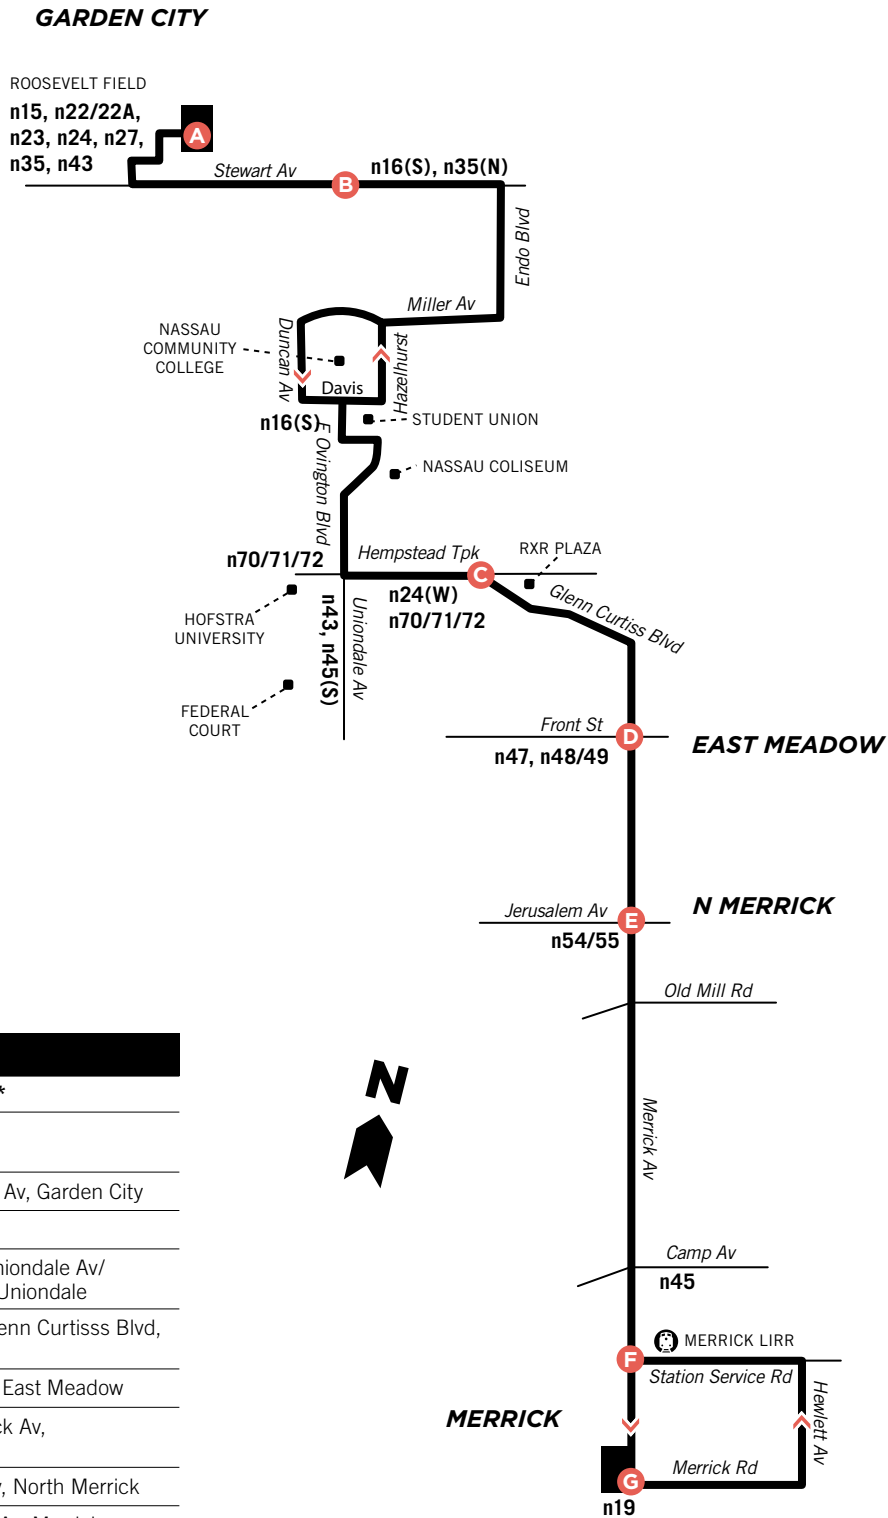 GARDEN CITY
ROOSEVELT FIELD
n15, n22/22A,
n23, n24, n27,
n35, n43
A
Stewart Av
B
n16(S), n35(N)
Endo Blvd
Miller Av
NASSAU
COMMUNITY
COLLEGE
Duncan Av
Hazelhurst
Davis
n16(S)
STUDENT UNION
E Ovington Blvd
NASSAU COLISEUM
n70/71/72
Hempstead Tpk
C
RXR PLAZA
n24(W)
n70/71/72
Glenn Curtiss Blvd
HOFSTRA
UNIVERSITY
n43, n45(S)
Uniondale Av
FEDERAL
COURT
Front St
D
EAST MEADOW
n47, n48/49
Jerusalem Av
E
N MERRICK
n54/55
Old Mill Rd
N
Merrick Av
Camp Av
n45
F
MERRICK LIRR
Station Service Rd
MERRICK
Hewlett Av
Merrick Rd
G
n19
*
Av, Garden City
niondale Av/
Uniondale
enn Curtisss Blvd,
East Meadow
ck Av,
v, North Merrick